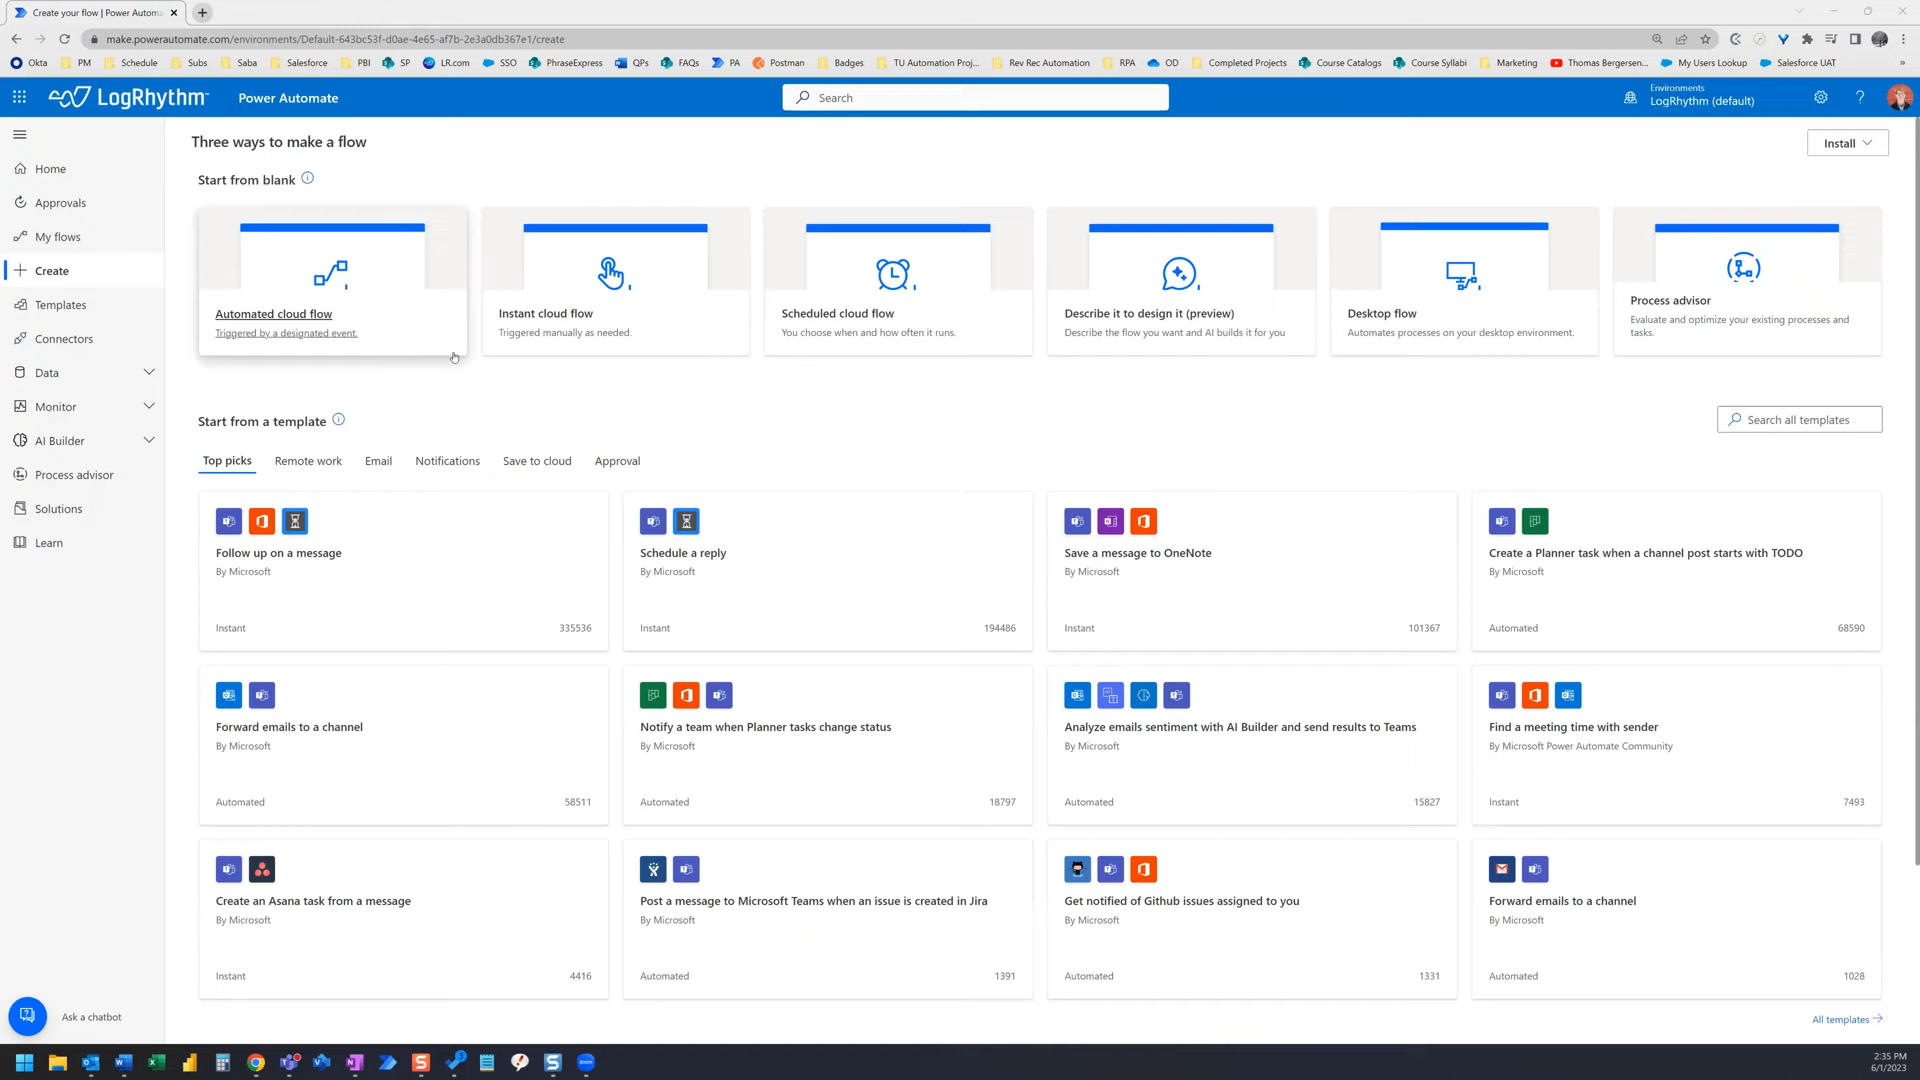 Create your flow | Power Automa
make.powerautomate.com/environments/Default-643bc53f-d0ae-4e65-af7b-2e3a0db367e1/create
Okta PM Schedule Subs Saba Salesforce PBI SP LR.com SSO PhraseExpress QPs FAQs PA Postman Badges TU Automation Proj... Rev Rec Automation RPA OD Completed Projects Course Catalogs Course Syllabi Marketing Thomas Bergersen... My Users Lookup Salesforce UAT »
LogRhythm Power Automate Search Environments
LogRhythm (default)
Three ways to make a flow
Install
Home
Approvals
My flows
Create
Templates
Connectors
Data
Monitor
AI Builder
Process advisor
Solutions
Learn
Ask a chatbot
Start from blank
Automated cloud flow
Triggered by a designated event.
Instant cloud flow
Triggered manually as needed.
Scheduled cloud flow
You choose when and how often it runs.
Describe it to design it (preview)
Describe the flow you want and AI builds it for you
Desktop flow
Automates processes on your desktop environment.
Process advisor
Evaluate and optimize your existing processes and
tasks.
Start from a template
Search all templates
Top picks Remote work Email Notifications Save to cloud Approval
Follow up on a message
By Microsoft
Instant 335536
Schedule a reply
By Microsoft
Instant 194486
Save a message to OneNote
By Microsoft
Instant 101367
Create a Planner task when a channel post starts with TODO
By Microsoft
Automated 68590
Forward emails to a channel
By Microsoft
Automated 58511
Notify a team when Planner tasks change status
By Microsoft
Automated 18797
Analyze emails sentiment with AI Builder and send results to Teams
By Microsoft
Automated 15827
Find a meeting time with sender
By Microsoft Power Automate Community
Instant 7493
Create an Asana task from a message
By Microsoft
Instant 4416
Post a message to Microsoft Teams when an issue is created in Jira
By Microsoft
Automated 1391
Get notified of Github issues assigned to you
By Microsoft
Automated 1331
Forward emails to a channel
By Microsoft
Automated 1028
All templates
2:35 PM
6/1/2023